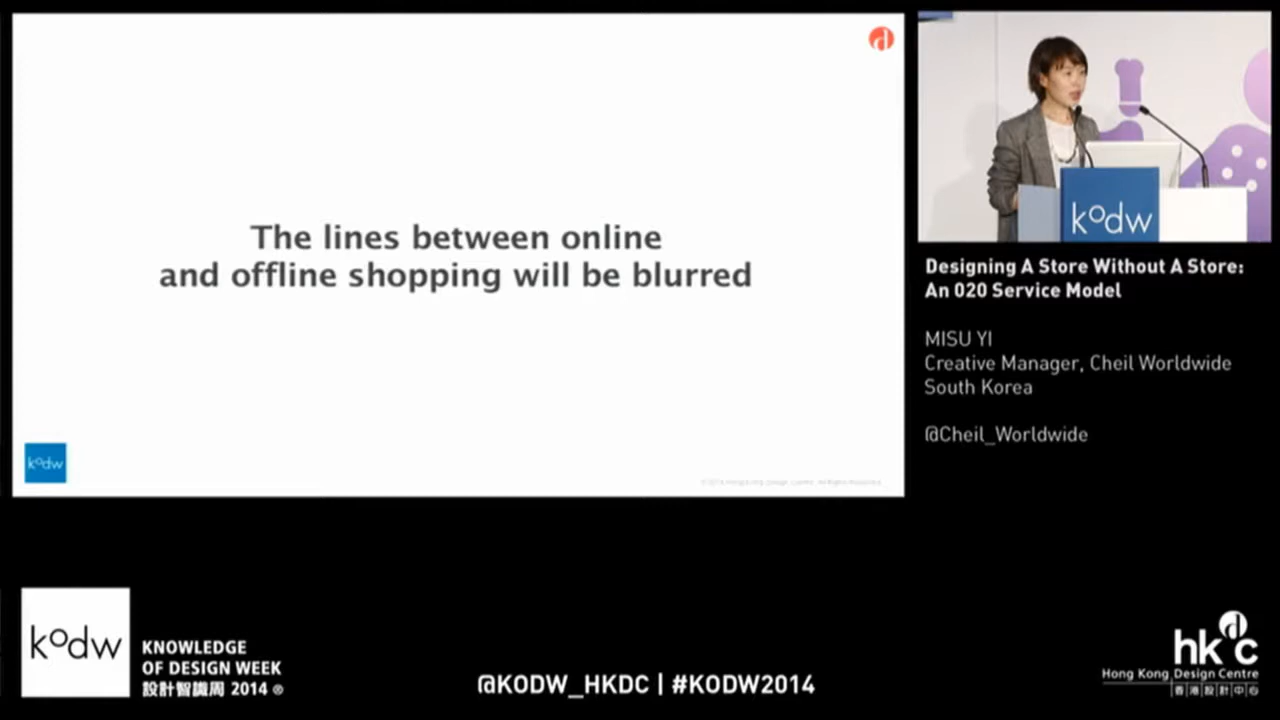 The lines between online
and offline shopping will be blurred
kodw
kodw
Designing A Store Without A Store:
An O2O Service Model
MISU YI
Creative Manager, Cheil Worldwide
South Korea
@Cheil_Worldwide
kodw
KNOWLEDGE
OF DESIGN WEEK
設計智識周 2014 ®
@KODW_HKDC | #KODW2014
hkdc
Hong Kong Design Centre
香港設計中心